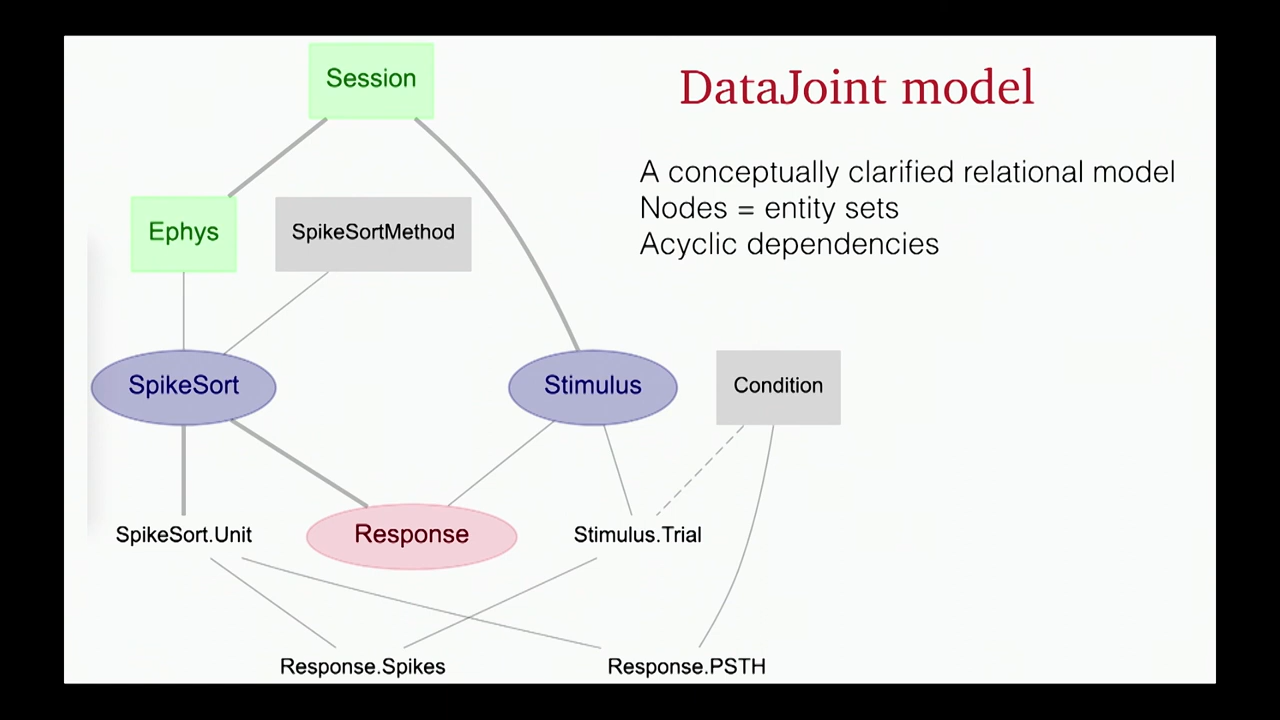 Session
DataJoint model
A conceptually clarified relational model
Nodes = entity sets
Acyclic dependencies
Ephys
SpikeSortMethod
SpikeSort
Stimulus
Condition
SpikeSort.Unit
Response
Stimulus.Trial
Response.Spikes
Response.PSTH